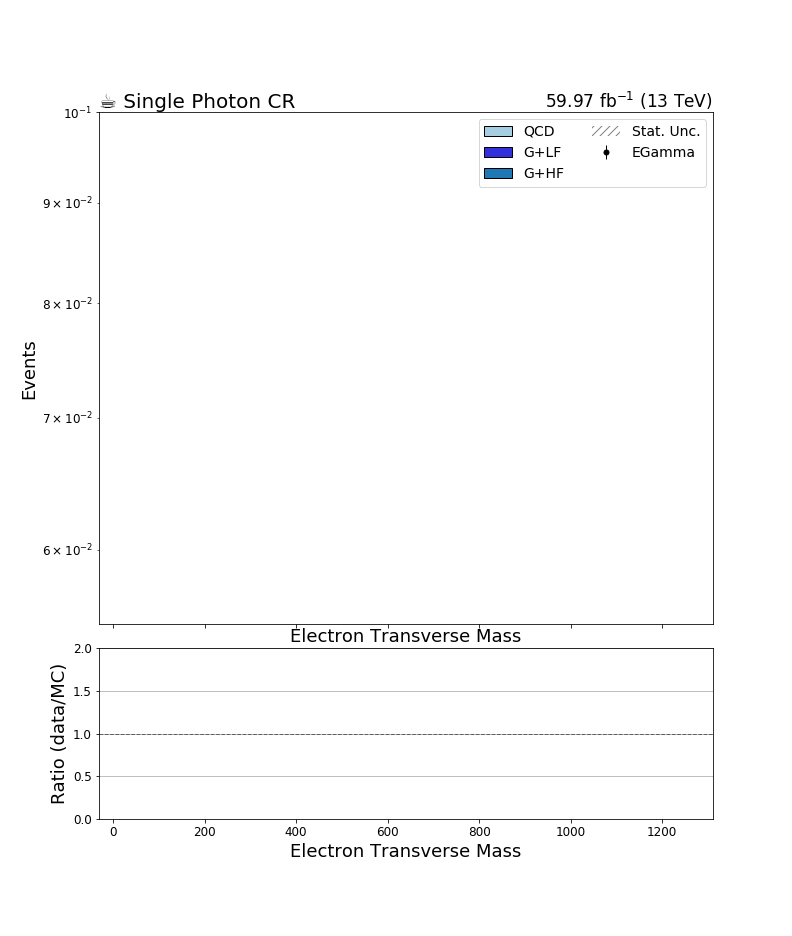 ☕ Single Photon CR
59.97 fb⁻¹ (13 TeV)
QCD
G+LF
G+HF
Stat. Unc.
EGamma
10⁻¹
9 × 10⁻²
8 × 10⁻²
7 × 10⁻²
6 × 10⁻²
Events
Electron Transverse Mass
2.0
1.5
1.0
0.5
0.0
Ratio (data/MC)
0 200 400 600 800 1000 1200
Electron Transverse Mass